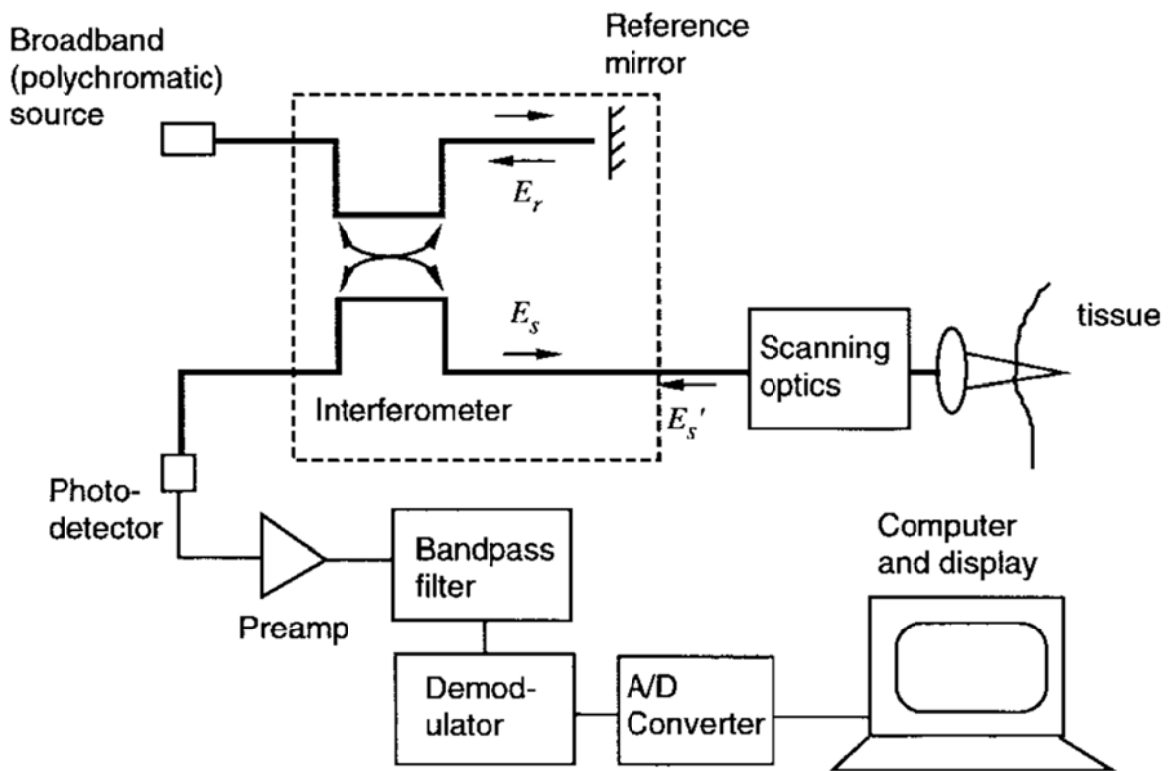 Broadband
(polychromatic)
source
Reference
mirror
E_r
E_s
tissue
Scanning
optics
Interferometer
E_s'
Photo-
detector
Preamp
Bandpass
filter
Demod-
ulator
A/D
Converter
Computer
and display